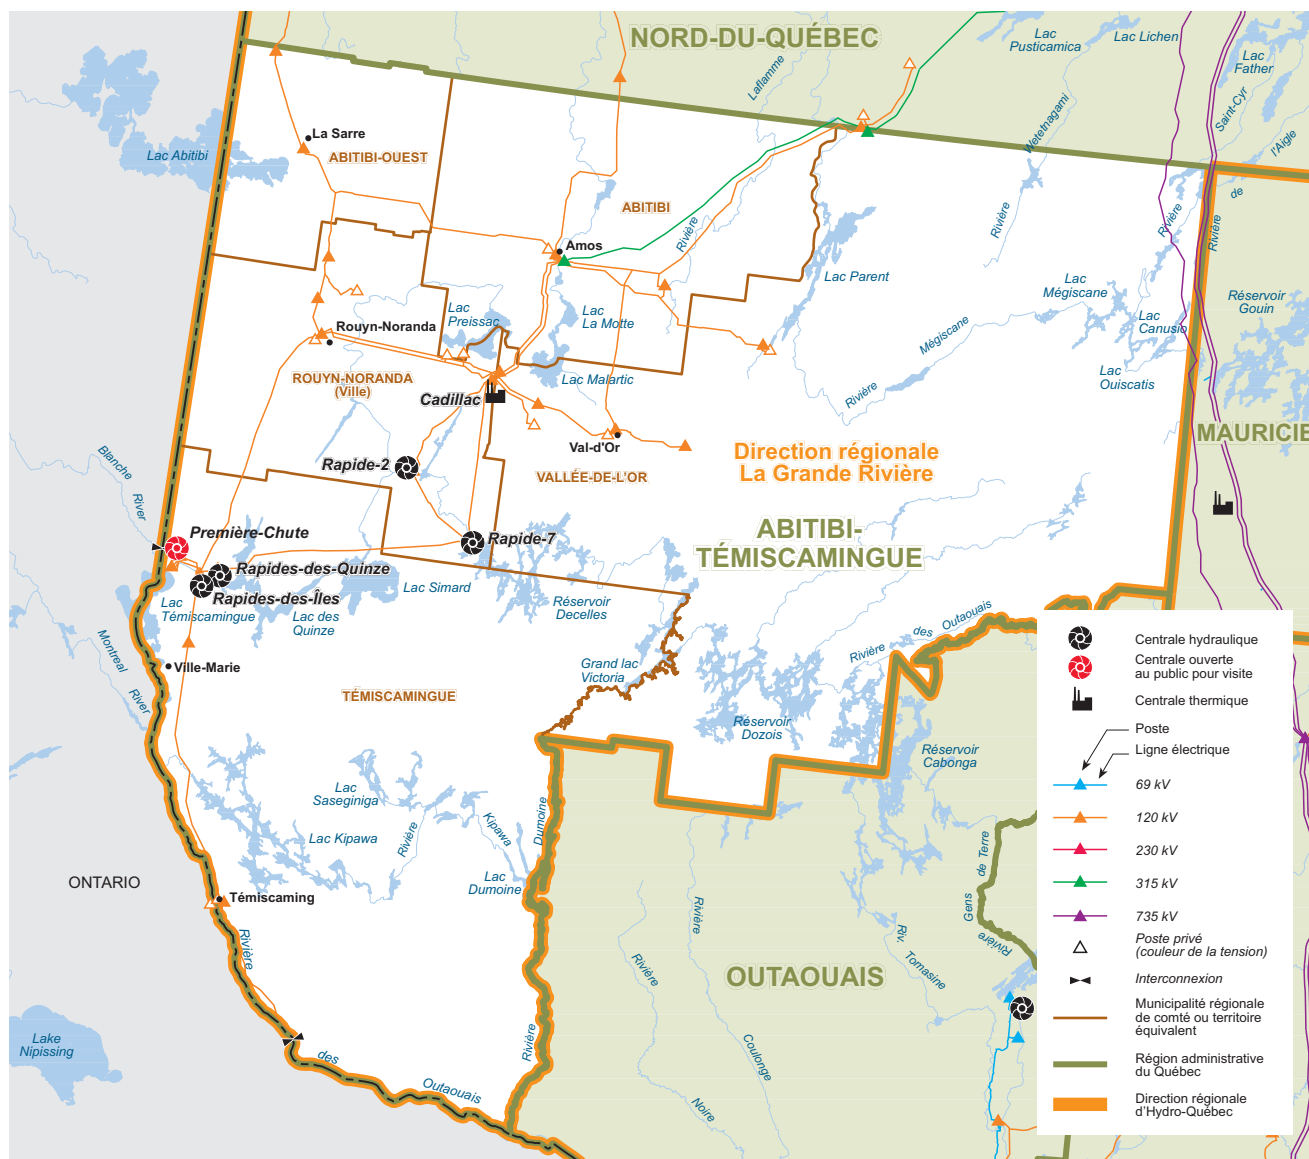 NORD-DU-QUÉBEC
Lac
Pusticamica
Lac Lichen
Lac
Father
Laflamme
Wetetnagami
Saint-Cyr
l'Aigle
de
Rivière
Rivière
Rivière
Rivière
Lac Abitibi
La Sarre
ABITIBI-OUEST
ABITIBI
Amos
Lac Parent
Lac
Mégiscane
Lac
Canusio
Réservoir
Gouin
Lac
Preissac
Lac
La Motte
Rouyn-Noranda
Mégiscane
Rivière
Lac
Ouiscatis
ROUYN-NORANDA
(Ville)
Lac Malartic
Cadillac
Val-d'Or
MAURICIE
Direction régionale
La Grande Rivière
Rapide-2
VALLÉE-DE-L'OR
Blanche
River
Première-Chute
Rapide-7
ABITIBI-
TÉMISCAMINGUE
Rapides-des-Quinze
Rapides-des-Îles
Lac
Témiscamingue
Lac des
Quinze
Lac Simard
Réservoir
Decelles
Rivière
des
Outaouais
Montreal
River
Ville-Marie
Grand lac
Victoria
TÉMISCAMINGUE
Réservoir
Dozois
Réservoir
Cabonga
Lac
Saseginiga
Lac Kipawa
Rivière
Kipawa
Dumoine
Rivière
Lac
Dumoine
ONTARIO
Témiscaming
Rivière
des
Outaouais
Lake
Nipissing
OUTAOUAIS
Rivière
Noire
Rivière
Coulonge
Riv.
Tomasine
Gens
de Terre
Rivière
Centrale hydraulique
Centrale ouverte
au public pour visite
Centrale thermique
Poste
Ligne électrique
69 kV
120 kV
230 kV
315 kV
735 kV
Poste privé
(couleur de la tension)
Interconnexion
Municipalité régionale
de comté ou territoire
équivalent
Région administrative
du Québec
Direction régionale
d'Hydro-Québec